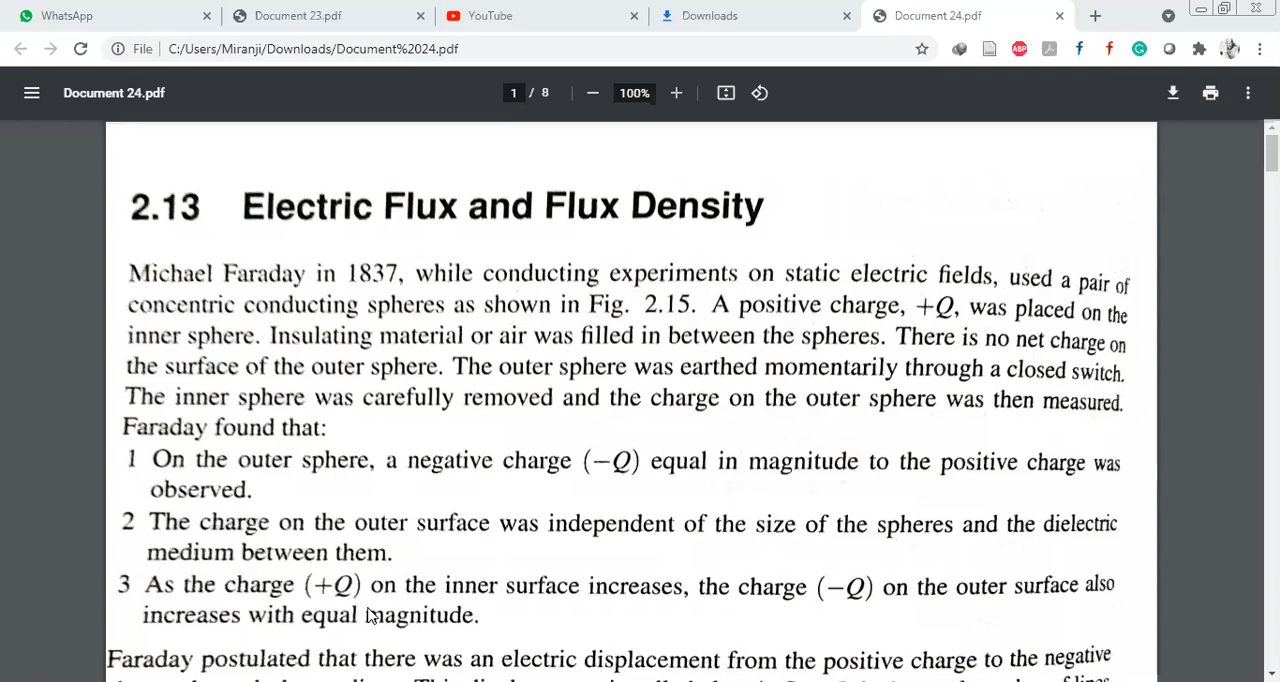 WhatsApp
Document 23.pdf
YouTube
Downloads
Document 24.pdf
File
C:/Users/Miranji/Downloads/Document%2024.pdf
ABP
Document 24.pdf
1 / 8
100%
2.13 Electric Flux and Flux Density
Michael Faraday in 1837, while conducting experiments on static electric fields, used a pair of
concentric conducting spheres as shown in Fig. 2.15. A positive charge, +Q, was placed on the
inner sphere. Insulating material or air was filled in between the spheres. There is no net charge on
the surface of the outer sphere. The outer sphere was earthed momentarily through a closed switch.
The inner sphere was carefully removed and the charge on the outer sphere was then measured.
Faraday found that:
1 On the outer sphere, a negative charge (−Q) equal in magnitude to the positive charge was
observed.
2 The charge on the outer surface was independent of the size of the spheres and the dielectric
medium between them.
3 As the charge (+Q) on the inner surface increases, the charge (−Q) on the outer surface also
increases with equal magnitude.
Faraday postulated that there was an electric displacement from the positive charge to the negative